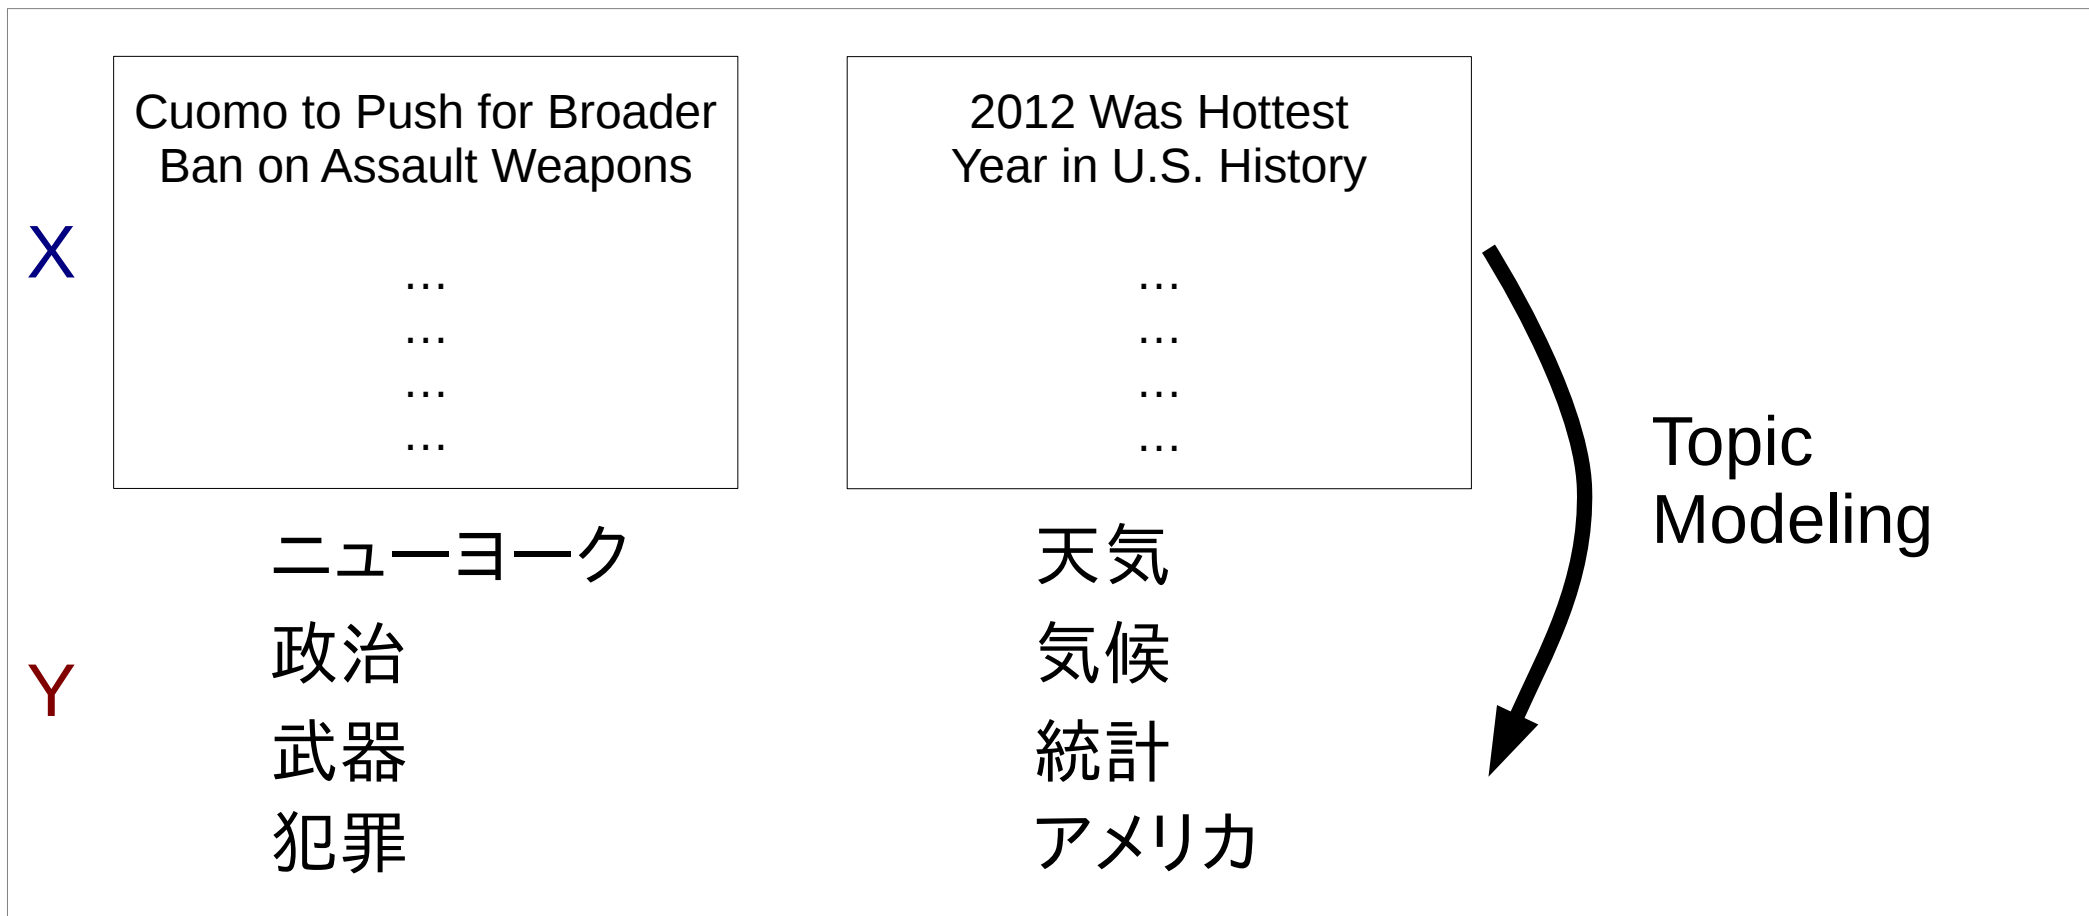 X
Cuomo to Push for Broader
Ban on Assault Weapons
...
...
...
...
2012 Was Hottest
Year in U.S. History
...
...
...
...
Topic
Modeling
Y
ニューヨーク
政治
武器
犯罪
天気
気候
統計
アメリカ